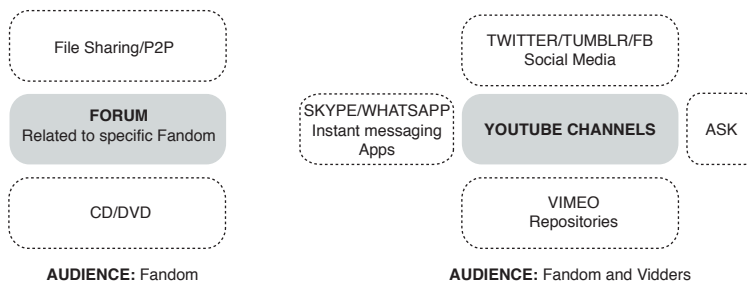 File Sharing/P2P
FORUM
Related to specific Fandom
CD/DVD
AUDIENCE: Fandom
TWITTER/TUMBLR/FB
Social Media
SKYPE/WHATSAPP
Instant messaging
Apps
YOUTUBE CHANNELS
ASK
VIMEO
Repositories
AUDIENCE: Fandom and Vidders